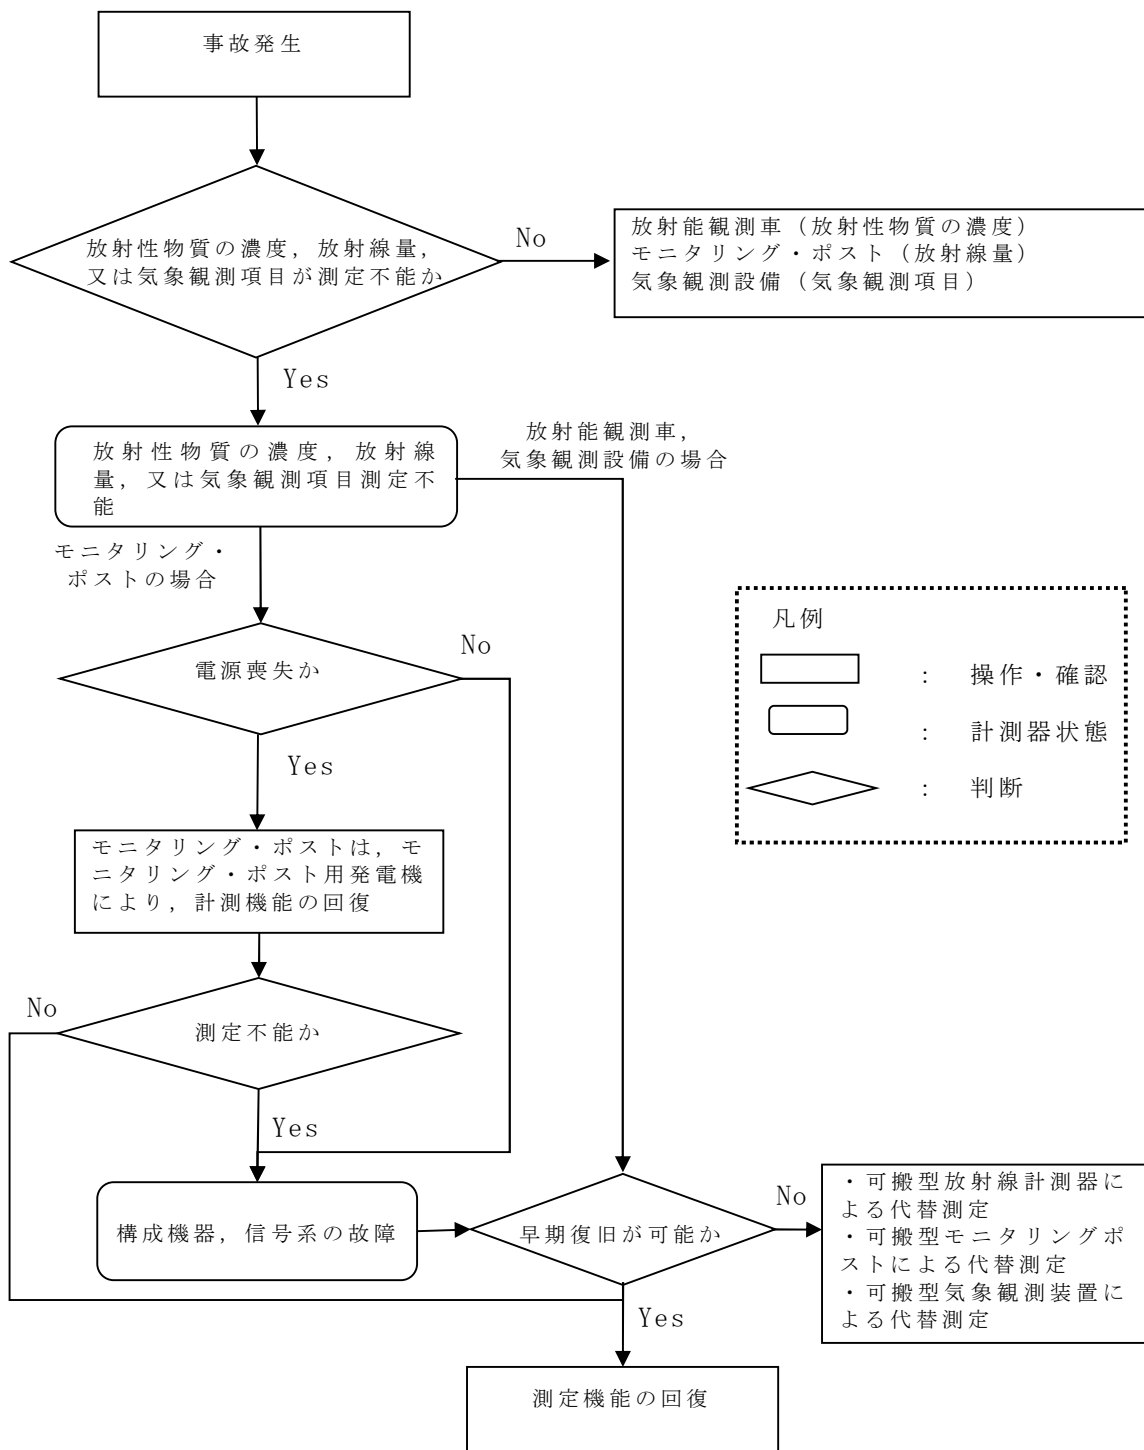 事故発生
放射性物質の濃度，放射線量，
又は気象観測項目が測定不能か
No
放射能観測車（放射性物質の濃度）
モニタリング・ポスト（放射線量）
気象観測設備（気象観測項目）
Yes
放射性物質の濃度，放射線
量，又は気象観測項目測定不
能
放射能観測車，
気象観測設備の場合
モニタリング・
ポストの場合
電源喪失か
No
Yes
凡例
： 操作・確認
： 計測器状態
： 判断
モニタリング・ポストは，モ
ニタリング・ポスト用発電機
により，計測機能の回復
No
測定不能か
Yes
構成機器，信号系の故障
早期復旧が可能か
No
・可搬型放射線計測器に
よる代替測定
・可搬型モニタリングポ
ストによる代替測定
・可搬型気象観測装置に
よる代替測定
Yes
測定機能の回復